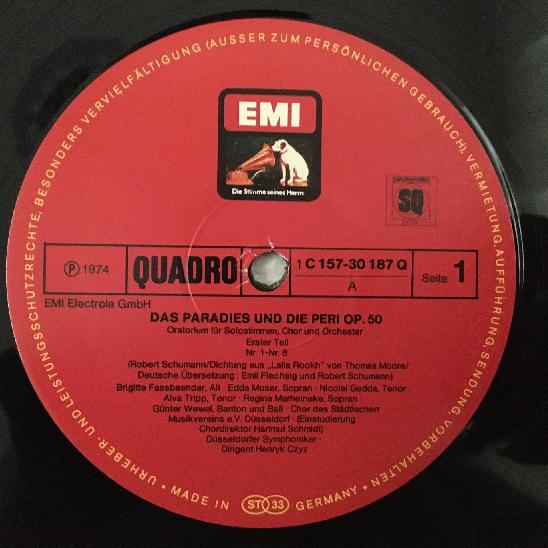 URHEBER- UND LEISTUNGSSCHUTZRECHTE, BESONDERS VERVIELFÄLTIGUNG (AUSSER ZUM PERSÖNLICHEN GEBRAUCH), VERMIETUNG, AUFFÜHRUNG, SENDUNG, VORBEHALTEN
EMI
Die Stimme seines Herrn
SQ
Ⓟ 1974
QUADRO
1 C 157-30 187 Q
A
Seite 1
EMI Electrola GmbH
DAS PARADIES UND DIE PERI OP. 50
Oratorium für Solostimmen, Chor und Orchester
Erster Teil
Nr. 1-Nr. 8
(Robert Schumann/Dichtung aus „Lalla Rookh" von Thomas Moore/
Deutsche Übersetzung: Emil Flechsig und Robert Schumann)
Brigitte Fassbaender, Alt · Edda Moser, Sopran · Nicolai Gedda, Tenor
Alva Tripp, Tenor · Regina Marheineke, Sopran
Günter Wewel, Bariton und Baß · Chor des Städtischen
Musikvereins e.V. Düsseldorf · (Einstudierung
Chordirektor Hartmut Schmidt)
Düsseldorfer Symphoniker ·
Dirigent Henryk Czyz
• MADE IN ST 33 GERMANY •